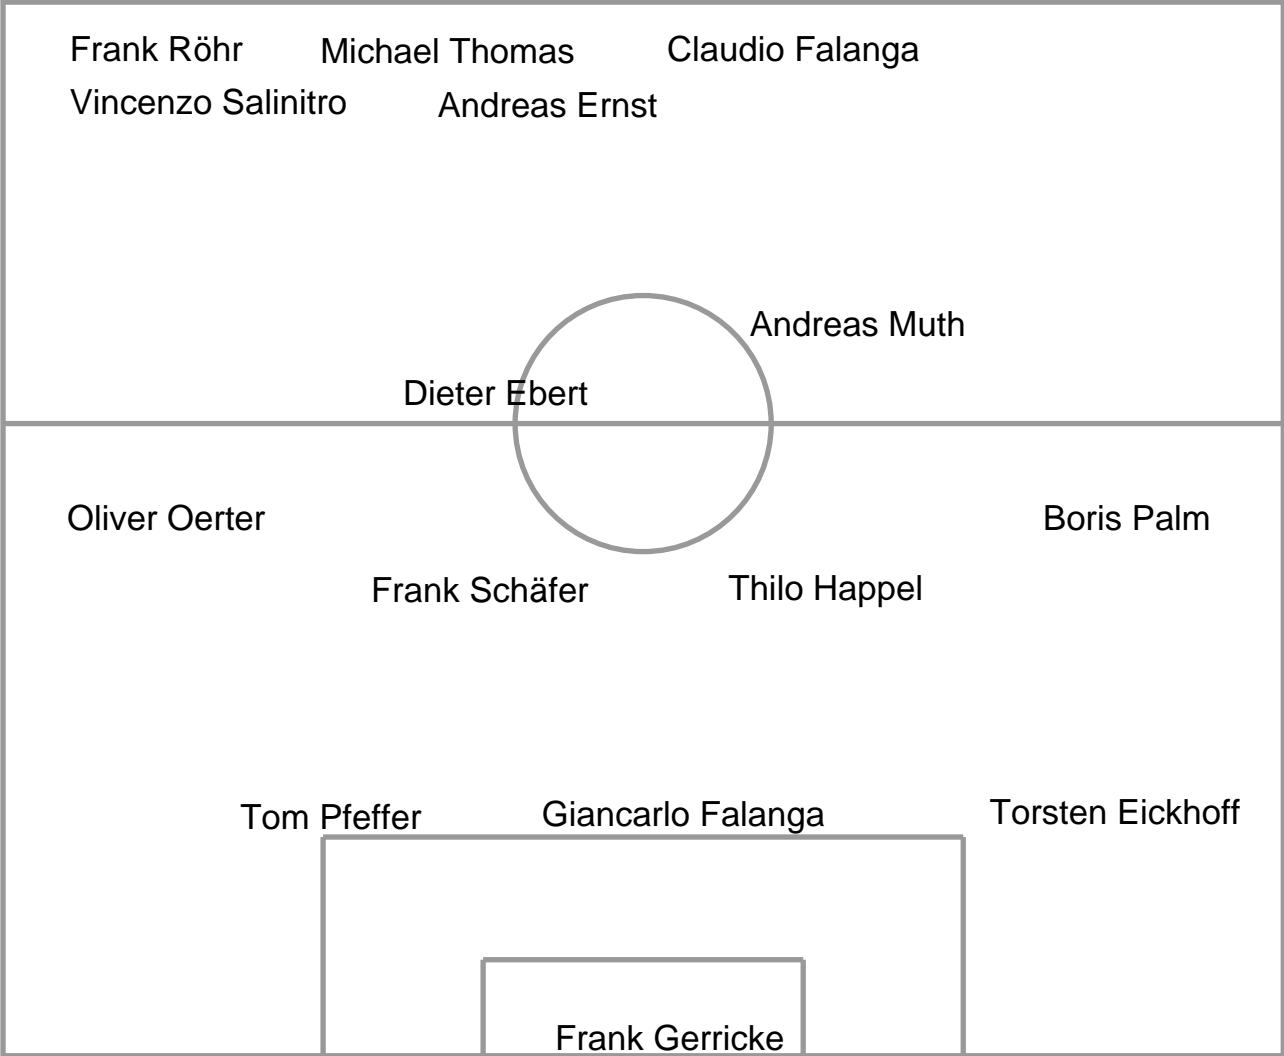 Frank Röhr Michael Thomas Claudio Falanga
Vincenzo Salinitro Andreas Ernst
Andreas Muth
Dieter Ebert
Oliver Oerter Boris Palm
Frank Schäfer Thilo Happel
Tom Pfeffer Giancarlo Falanga Torsten Eickhoff
Frank Gerricke